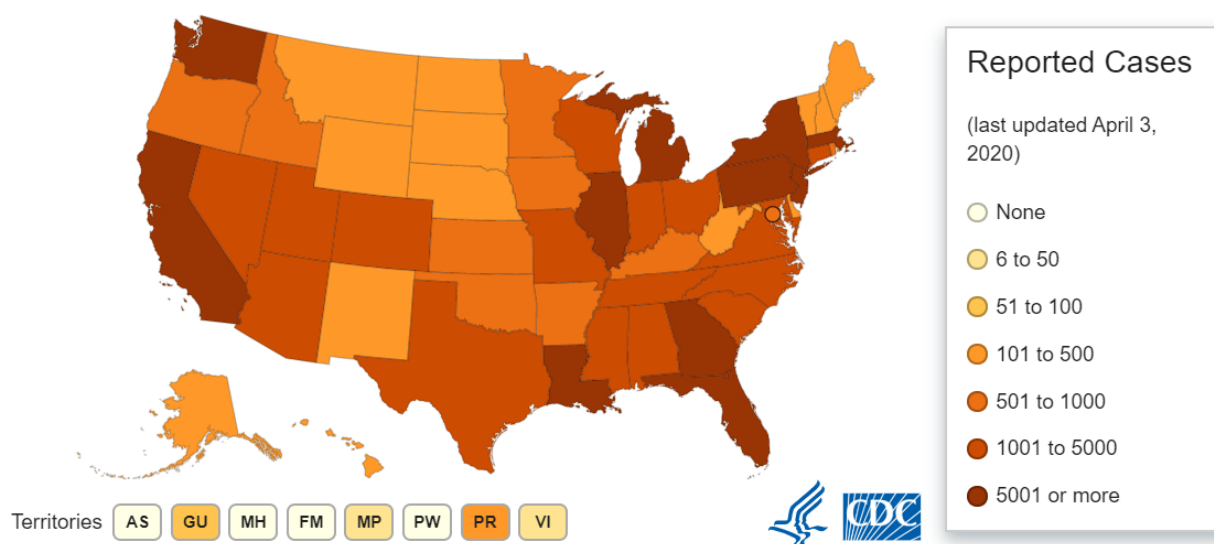 Reported Cases
(last updated April 3,
2020)
None
6 to 50
51 to 100
101 to 500
501 to 1000
1001 to 5000
5001 or more
Territories AS GU MH FM MP PW PR VI
CDC